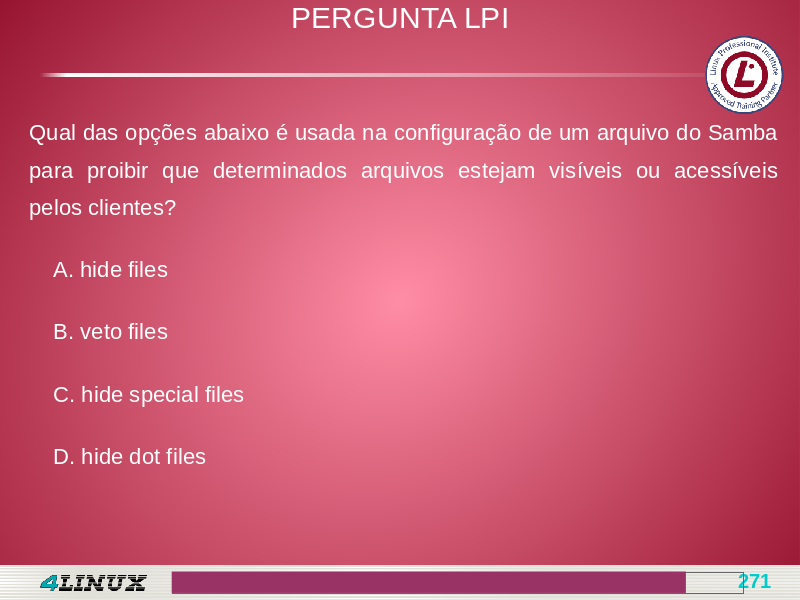 PERGUNTA LPI
Linux Professional Institute
Approved Training Partner
Qual das opções abaixo é usada na configuração de um arquivo do Samba
para proibir que determinados arquivos estejam visíveis ou acessíveis
pelos clientes?
A. hide files
B. veto files
C. hide special files
D. hide dot files
4LINUX
271